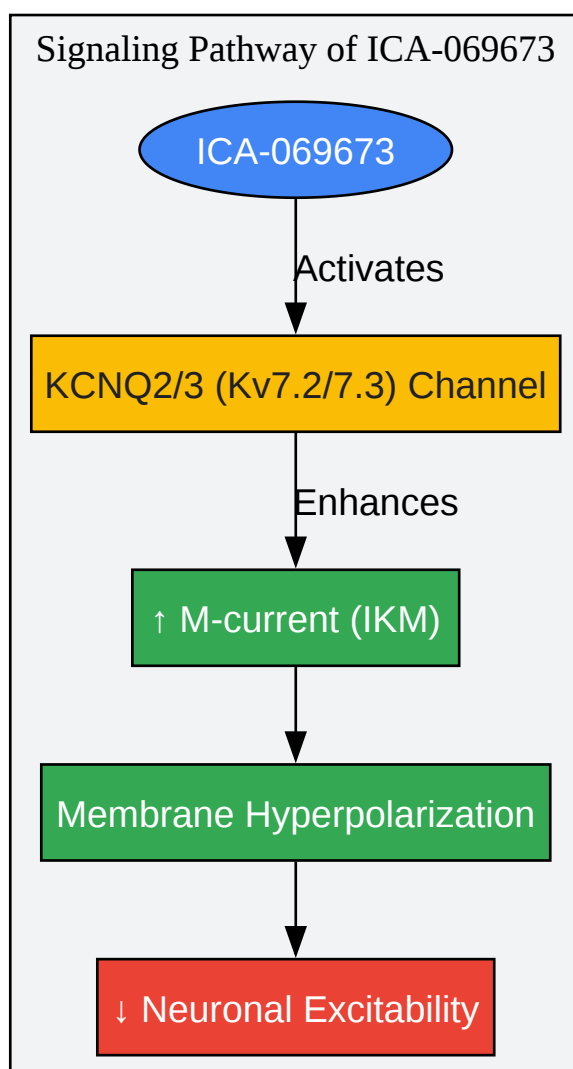 Signaling Pathway of ICA-069673
ICA-069673
Activates
KCNQ2/3 (Kv7.2/7.3) Channel
Enhances
↑ M-current (IKM)
Membrane Hyperpolarization
↓ Neuronal Excitability